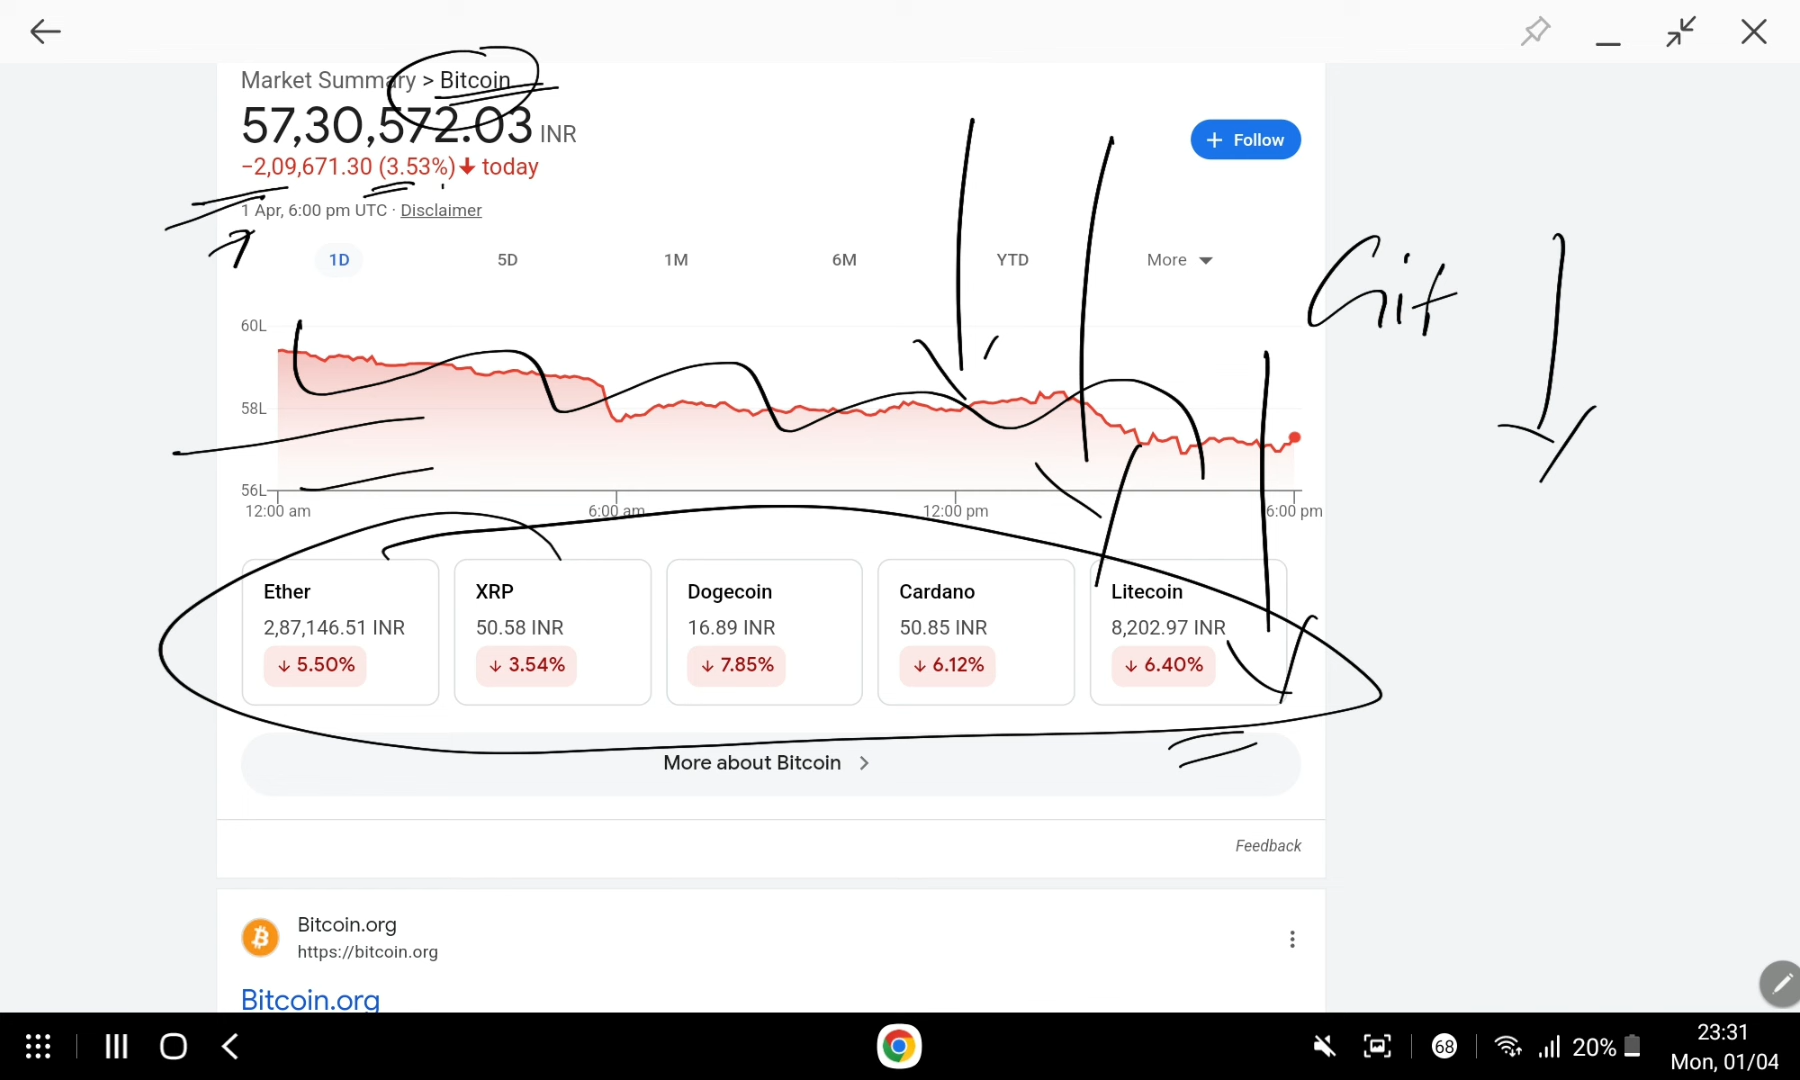 Market Summary > Bitcoin
57,30,572.03 INR
+ Follow
−2,09,671.30 (3.53%) ↓ today
1 Apr, 6:00 pm UTC · Disclaimer
1D 5D 1M 6M YTD More
60L
58L
56L
12:00 am 6:00 am 12:00 pm 6:00 pm
Ether XRP Dogecoin Cardano Litecoin
2,87,146.51 INR 50.58 INR 16.89 INR 50.85 INR 8,202.97 INR
↓ 5.50% ↓ 3.54% ↓ 7.85% ↓ 6.12% ↓ 6.40%
More about Bitcoin
Feedback
Bitcoin.org
https://bitcoin.org
Bitcoin.org
68 20% 23:31
Mon, 01/04